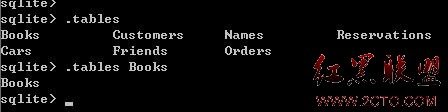 sqlite>
sqlite> .tables
Books Customers Names Reservations
Cars Friends Orders
sqlite> .tables Books
Books
sqlite> _
红黑联盟
WWW.2CTO.COM